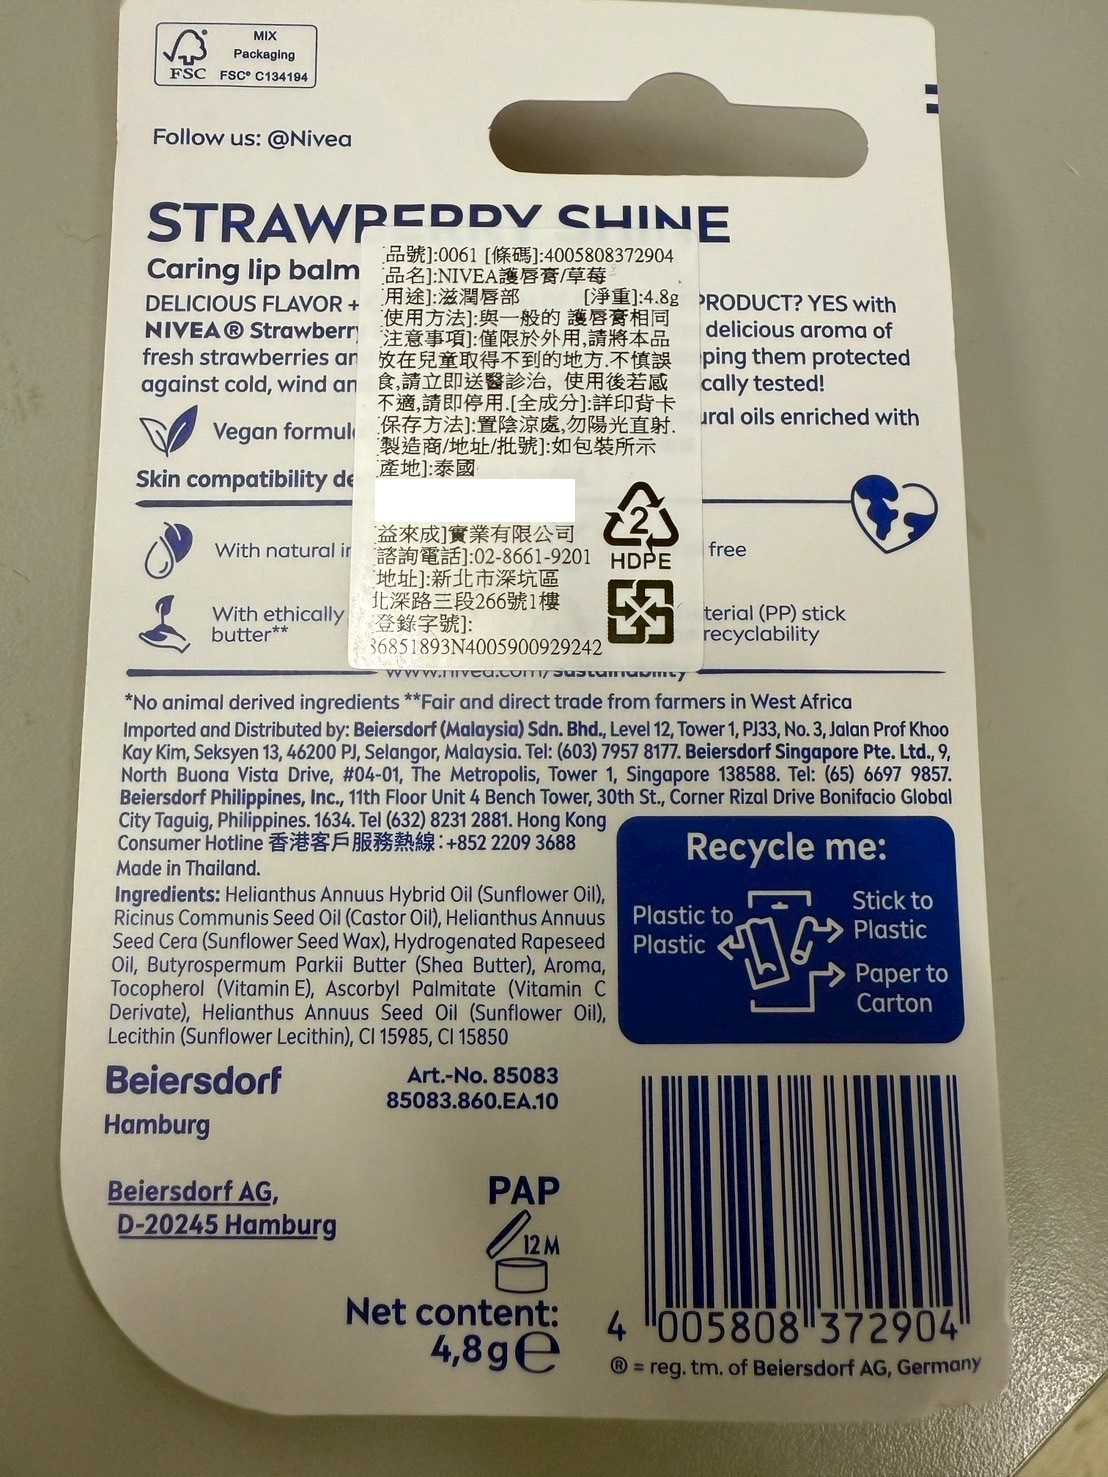 MIX
Packaging
FSC FSC® C134194
Follow us: @Nivea
STRAWBERRY SHINE
Caring lip balm
DELICIOUS FLAVOR + PRODUCT? YES with
NIVEA® Strawberry delicious aroma of
fresh strawberries protected
against cold, wind tested!
Vegan oils enriched with
Skin compatibility
With natural free
With ethically (PP) stick
butter** recyclability
品號]:0061 [條碼]:4005808372904
品名]:NIVEA護唇膏/草莓
用途]:滋潤唇部 [淨重]:4.8g
使用方法]:與一般的 護唇膏相同
注意事項]:僅限於外用,請將本品
放在兒童取得不到的地方.不慎誤
食,請立即送醫診治, 使用後若感
不適,請即停用.[全成分]:詳印背卡
保存方法]:置陰涼處,勿陽光直射.
製造商/地址/批號]:如包裝所示
產地]:泰國
益來成]實業有限公司
諮詢電話]:02-8661-9201
地址]:新北市深坑區
北深路三段266號1樓
登錄字號]:
86851893N4005900929242
2
HDPE
www.nivea.com/sustainability
*No animal derived ingredients **Fair and direct trade from farmers in West Africa
Imported and Distributed by: Beiersdorf (Malaysia) Sdn. Bhd., Level 12, Tower 1, PJ33, No. 3, Jalan Prof Khoo
Kay Kim, Seksyen 13, 46200 PJ, Selangor, Malaysia. Tel: (603) 7957 8177. Beiersdorf Singapore Pte. Ltd., 9,
North Buona Vista Drive, #04-01, The Metropolis, Tower 1, Singapore 138588. Tel: (65) 6697 9857.
Beiersdorf Philippines, Inc., 11th Floor Unit 4 Bench Tower, 30th St., Corner Rizal Drive Bonifacio Global
City Taguig, Philippines. 1634. Tel (632) 8231 2881. Hong Kong
Consumer Hotline 香港客戶服務熱線:+852 2209 3688
Made in Thailand.
Ingredients: Helianthus Annuus Hybrid Oil (Sunflower Oil),
Ricinus Communis Seed Oil (Castor Oil), Helianthus Annuus
Seed Cera (Sunflower Seed Wax), Hydrogenated Rapeseed
Oil, Butyrospermum Parkii Butter (Shea Butter), Aroma,
Tocopherol (Vitamin E), Ascorbyl Palmitate (Vitamin C
Derivate), Helianthus Annuus Seed Oil (Sunflower Oil),
Lecithin (Sunflower Lecithin), CI 15985, CI 15850
Recycle me:
Plastic to
Plastic
Stick to
Plastic
Paper to
Carton
Beiersdorf
Hamburg
Art.-No. 85083
85083.860.EA.10
Beiersdorf AG,
D-20245 Hamburg
PAP
12 M
Net content:
4,8 g e
4 005808 372904
® = reg. tm. of Beiersdorf AG, Germany